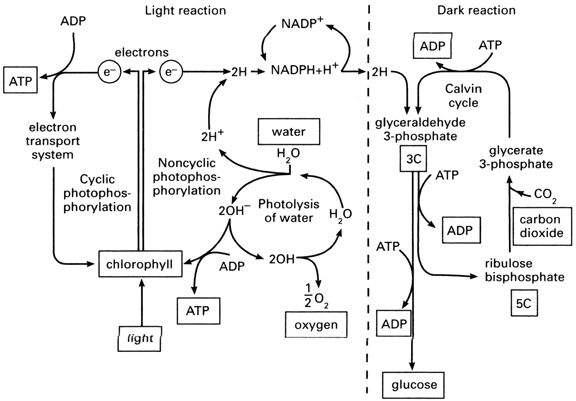 Light reaction
Dark reaction
ADP
ATP
electrons
e⁻
e⁻
2H
NADP⁺
NADPH+H⁺
2H
ADP
ATP
Calvin
cycle
electron
transport
system
Cyclic
photophos-
phorylation
2H⁺
Noncyclic
photophos-
phorylation
water
H₂O
Photolysis
of water
2OH⁻
H₂O
2OH
ADP
ATP
½O₂
oxygen
chlorophyll
light
glyceraldehyde
3-phosphate
3C
ATP
ADP
glycerate
3-phosphate
CO₂
carbon
dioxide
ribulose
bisphosphate
5C
ATP
ADP
glucose